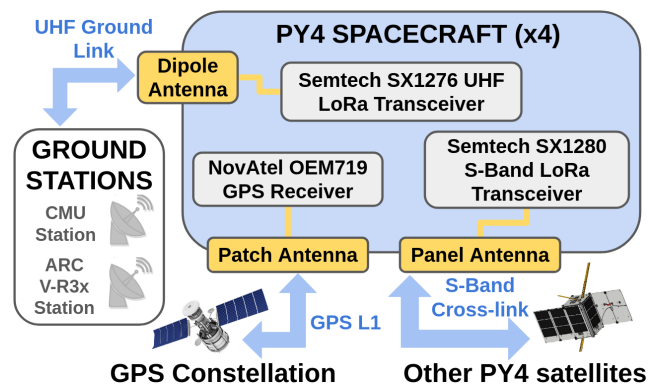 UHF Ground
Link
PY4 SPACECRAFT (x4)
Dipole
Antenna
Semtech SX1276 UHF
LoRa Transceiver
GROUND
STATIONS
CMU
Station
ARC
V-R3x
Station
NovAtel OEM719
GPS Receiver
Semtech SX1280
S-Band LoRa
Transceiver
Patch Antenna
Panel Antenna
GPS L1
S-Band
Cross-link
GPS Constellation
Other PY4 satellites